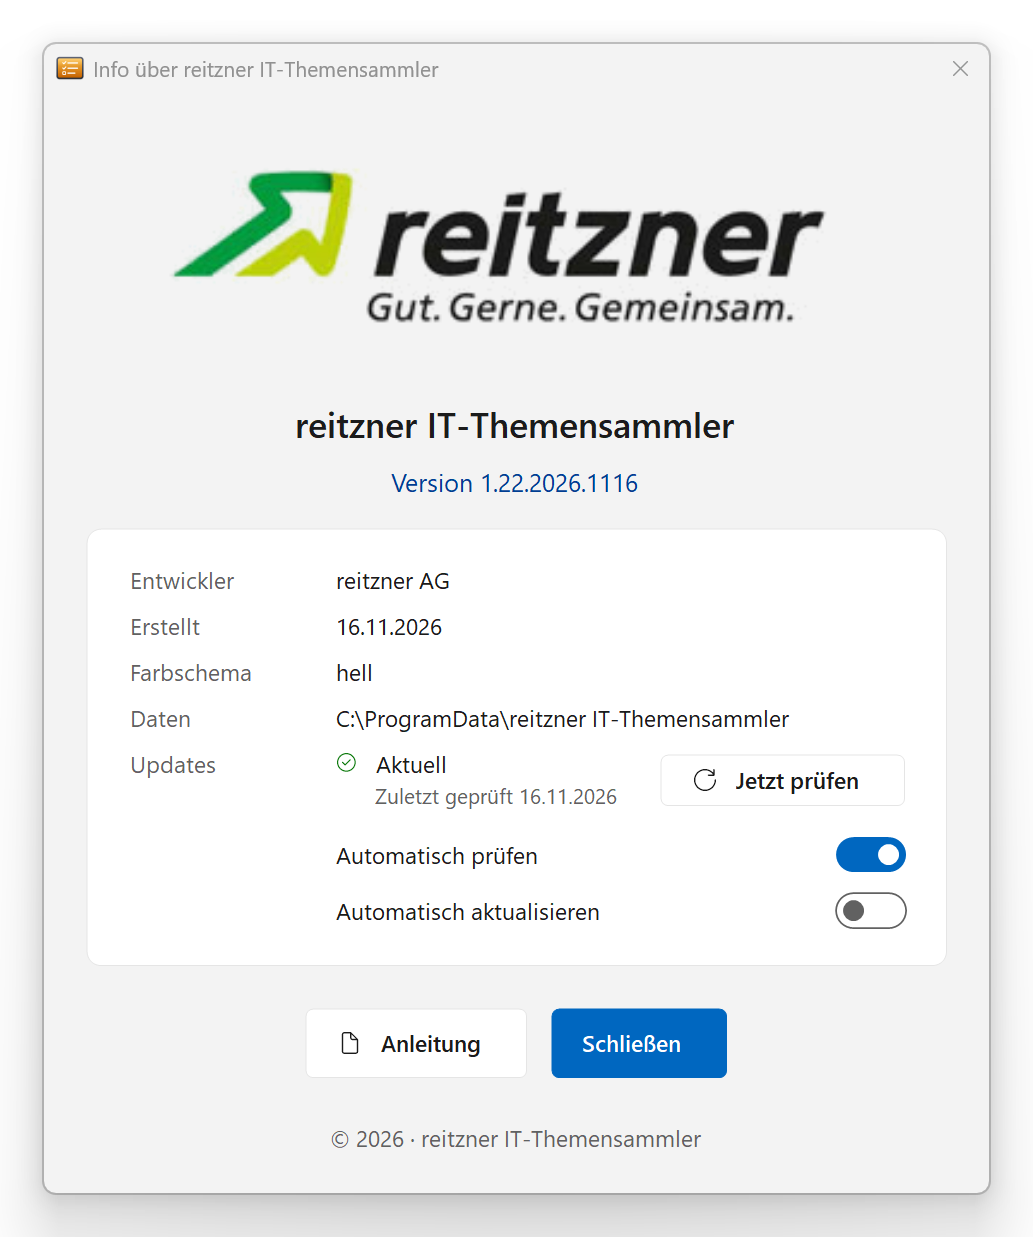 Info über reitzner IT-Themensammler
reitzner
Gut. Gerne. Gemeinsam.
reitzner IT-Themensammler
Version 1.22.2026.1116
Entwickler reitzner AG
Erstellt 16.11.2026
Farbschema hell
Daten C:\ProgramData\reitzner IT-Themensammler
Updates Aktuell
Zuletzt geprüft 16.11.2026
Jetzt prüfen
Automatisch prüfen
Automatisch aktualisieren
Anleitung Schließen
© 2026 · reitzner IT-Themensammler